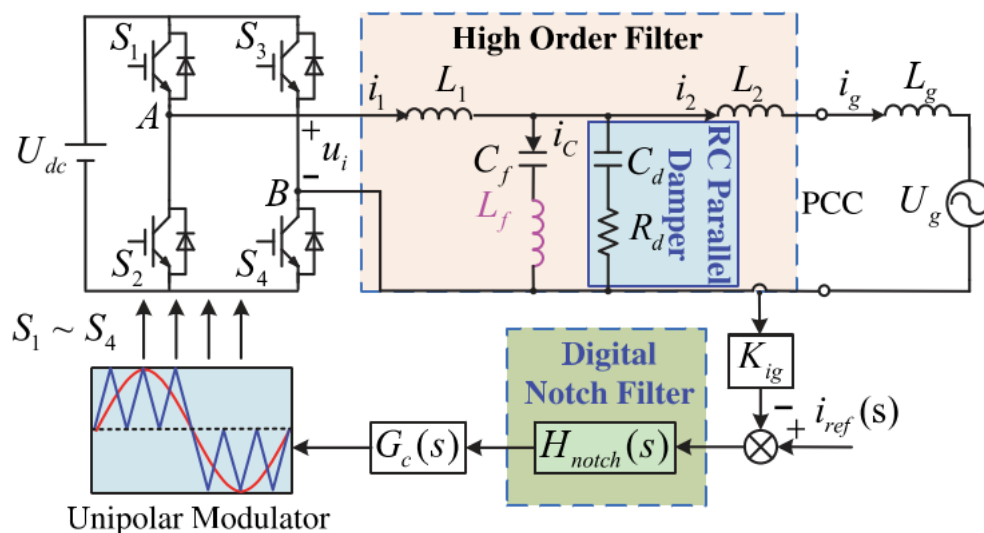 High Order Filter
S1
S3
i1
L1
i2
L2
ig
Lg
A
Udc
+
ui
-
B
iC
Cf
Lf
Cd
Rd
RC Parallel
Damper
PCC
Ug
S2
S4
S1 ~ S4
Digital
Notch Filter
Kig
-
+
iref(s)
Gc(s)
Hnotch(s)
Unipolar Modulator